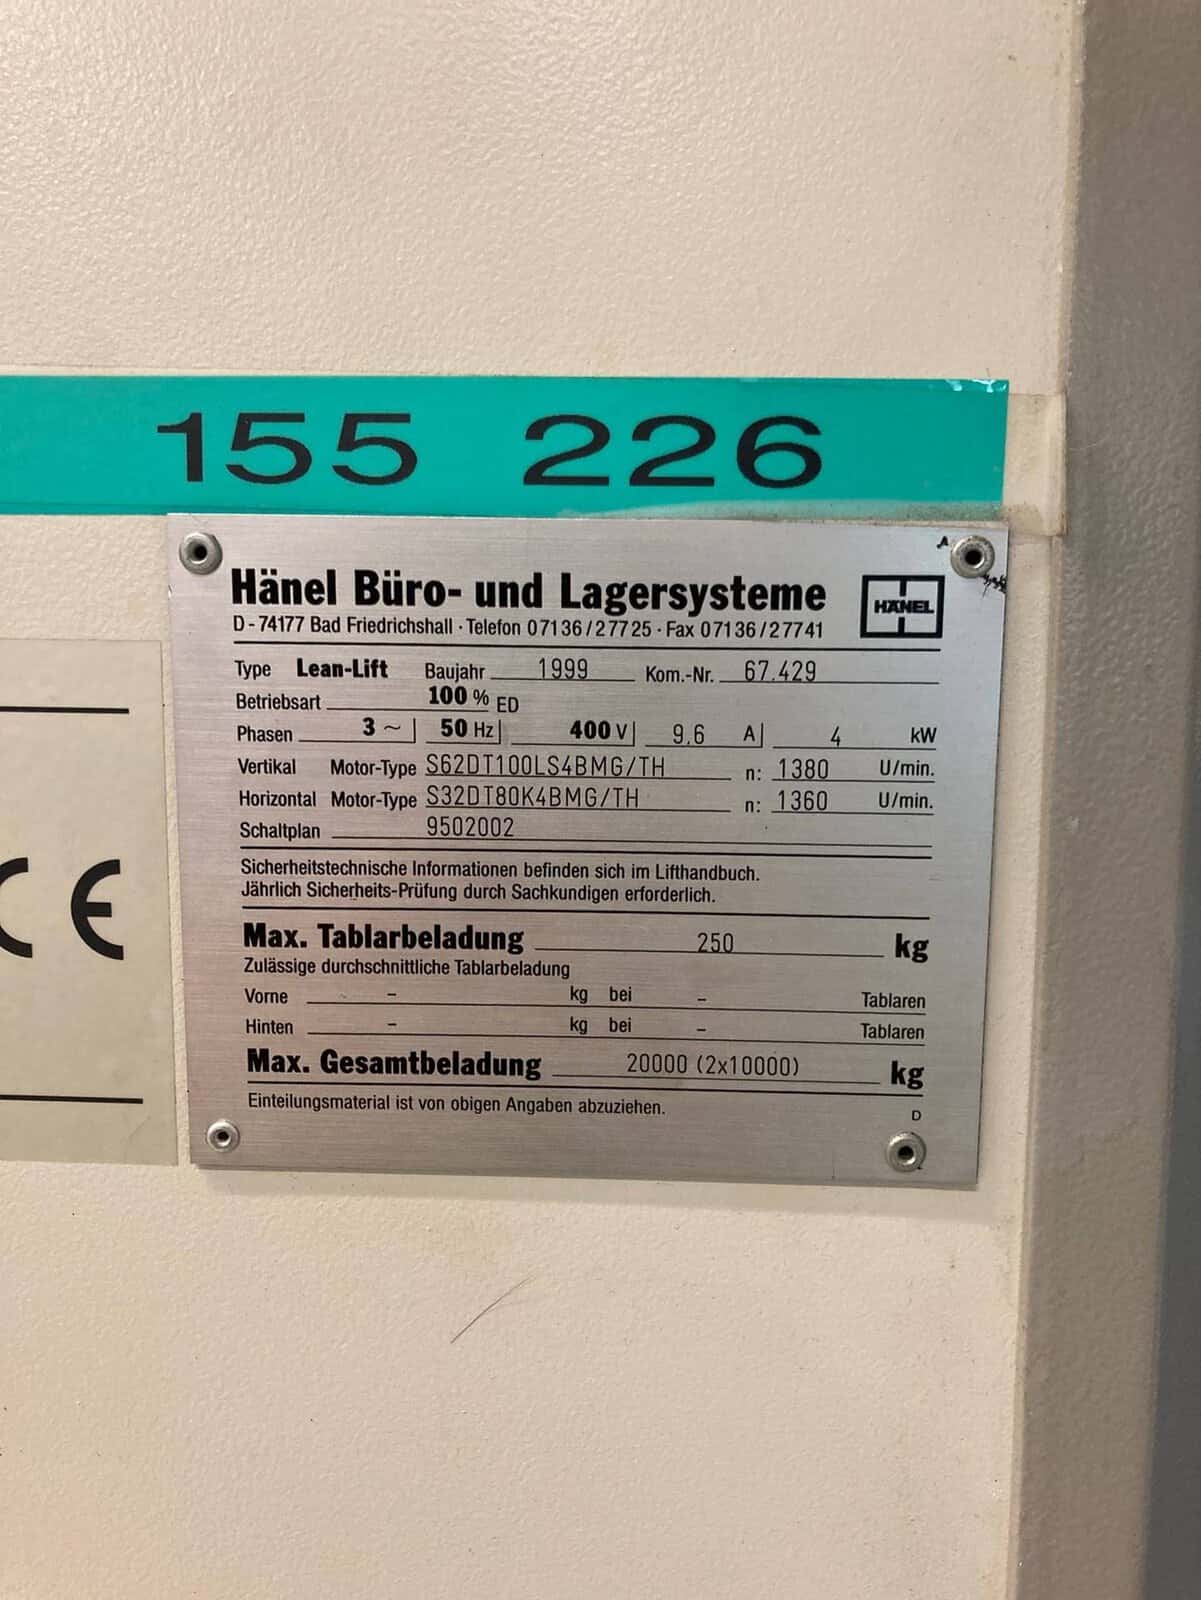 155 226
Hänel Büro- und Lagersysteme
HÄNEL
D - 74177 Bad Friedrichshall · Telefon 07136/27725 · Fax 07136/27741
Type Lean-Lift Baujahr 1999 Kom.-Nr. 67.429
Betriebsart 100 % ED
Phasen 3 ~ 50 Hz 400 V 9.6 A 4 kW
Vertikal Motor-Type S62DT100LS4BMG/TH n: 1380 U/min.
Horizontal Motor-Type S32DT80K4BMG/TH n: 1360 U/min.
Schaltplan 9502002
Sicherheitstechnische Informationen befinden sich im Lifthandbuch.
Jährlich Sicherheits-Prüfung durch Sachkundigen erforderlich.
Max. Tablarbeladung 250 kg
Zulässige durchschnittliche Tablarbeladung
Vorne - kg bei - Tablaren
Hinten - kg bei - Tablaren
Max. Gesamtbeladung 20000 (2x10000) kg
Einteilungsmaterial ist von obigen Angaben abzuziehen.
D
CE